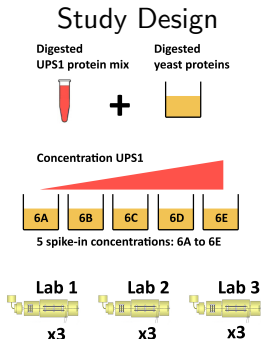 Study Design
Digested
UPS1 protein mix
Digested
yeast proteins
+
Concentration UPS1
6A 6B 6C 6D 6E
5 spike-in concentrations: 6A to 6E
Lab 1 Lab 2 Lab 3
x3 x3 x3